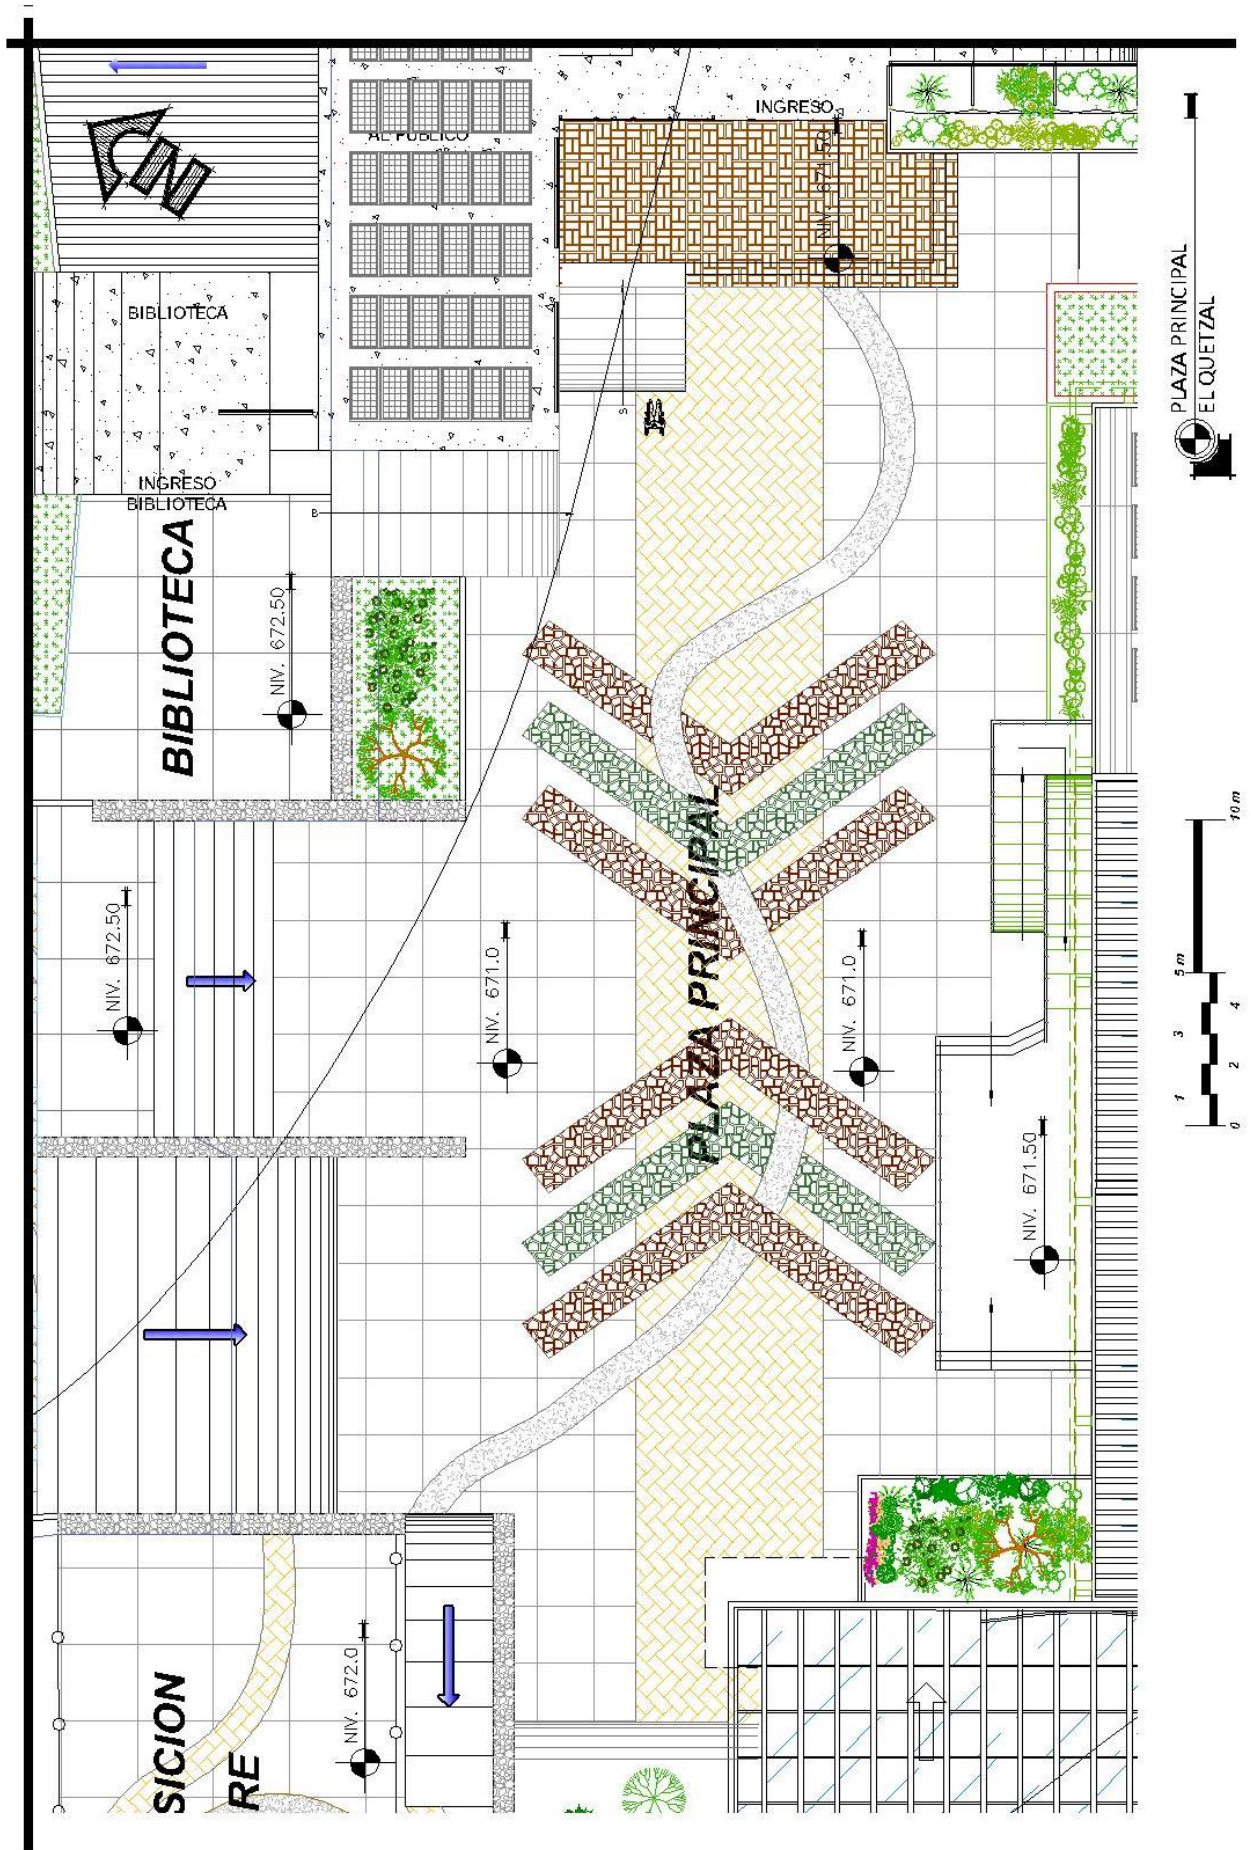 INGRESO
AL PUBLICO
NIV. 671.50
N
BIBLIOTECA
INGRESO
BIBLIOTECA
S
B
BIBLIOTECA
NIV. 672.50
PLAZA PRINCIPAL
EL QUETZAL
NIV. 672.50
NIV. 671.0
PLAZA PRINCIPAL
NIV. 671.0
NIV. 671.50
10 m
5 m
4
3
2
1
0
SICION
RE
NIV. 672.0